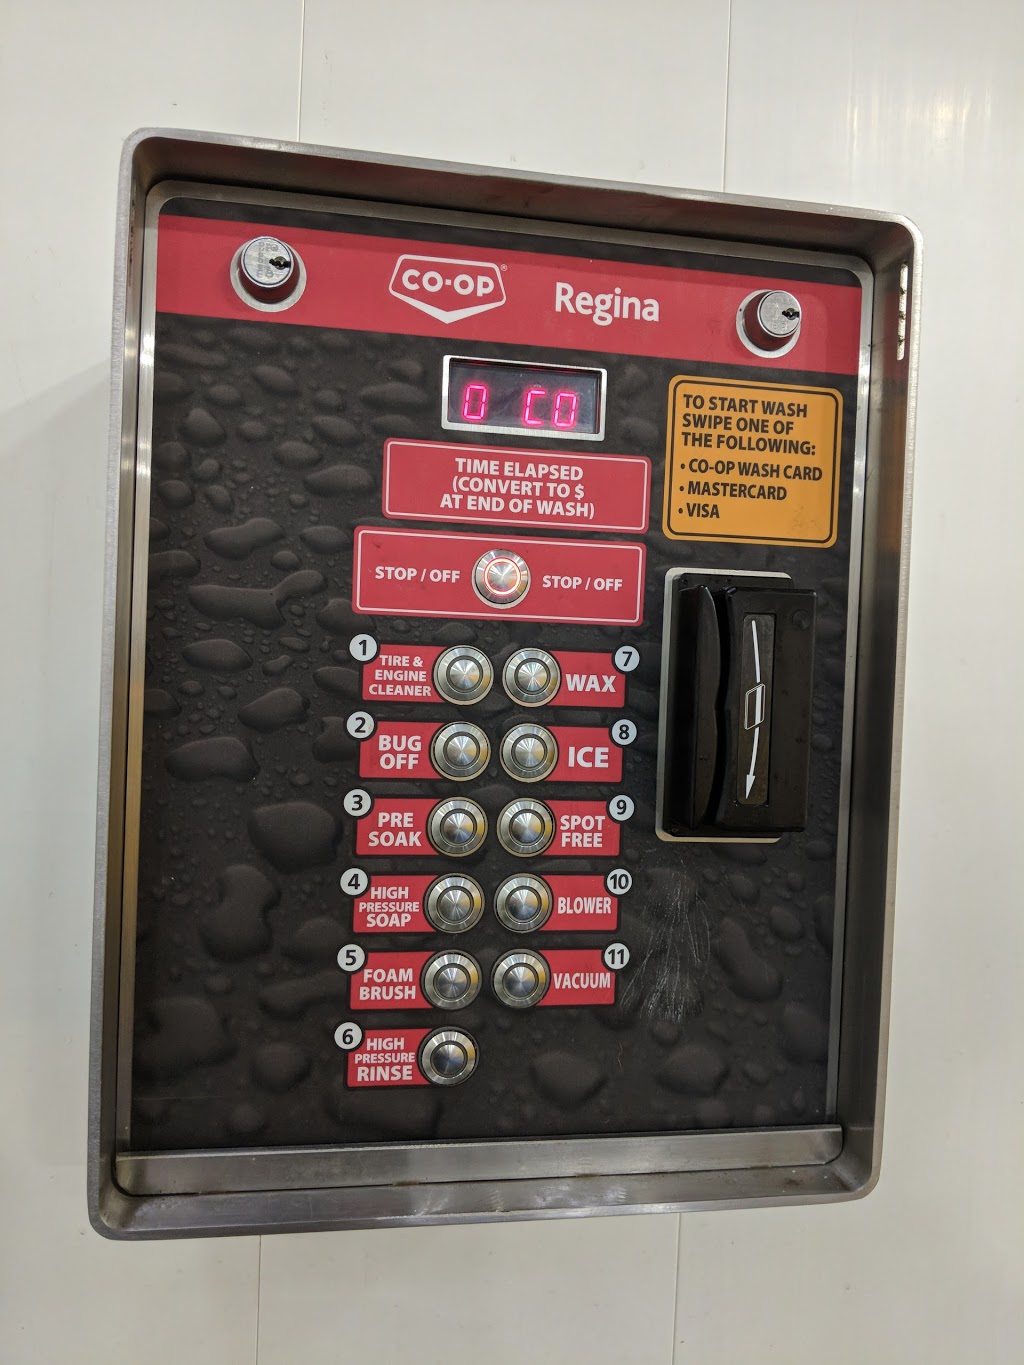 CO-OP®
Regina
0 CO
TIME ELAPSED
(CONVERT TO $
AT END OF WASH)
TO START WASH
SWIPE ONE OF
THE FOLLOWING:
• CO-OP WASH CARD
• MASTERCARD
• VISA
STOP / OFF STOP / OFF
1
TIRE &
ENGINE
CLEANER
2
BUG
OFF
3
PRE
SOAK
4
HIGH
PRESSURE
SOAP
5
FOAM
BRUSH
6
HIGH
PRESSURE
RINSE
7
WAX
8
ICE
9
SPOT
FREE
10
BLOWER
11
VACUUM